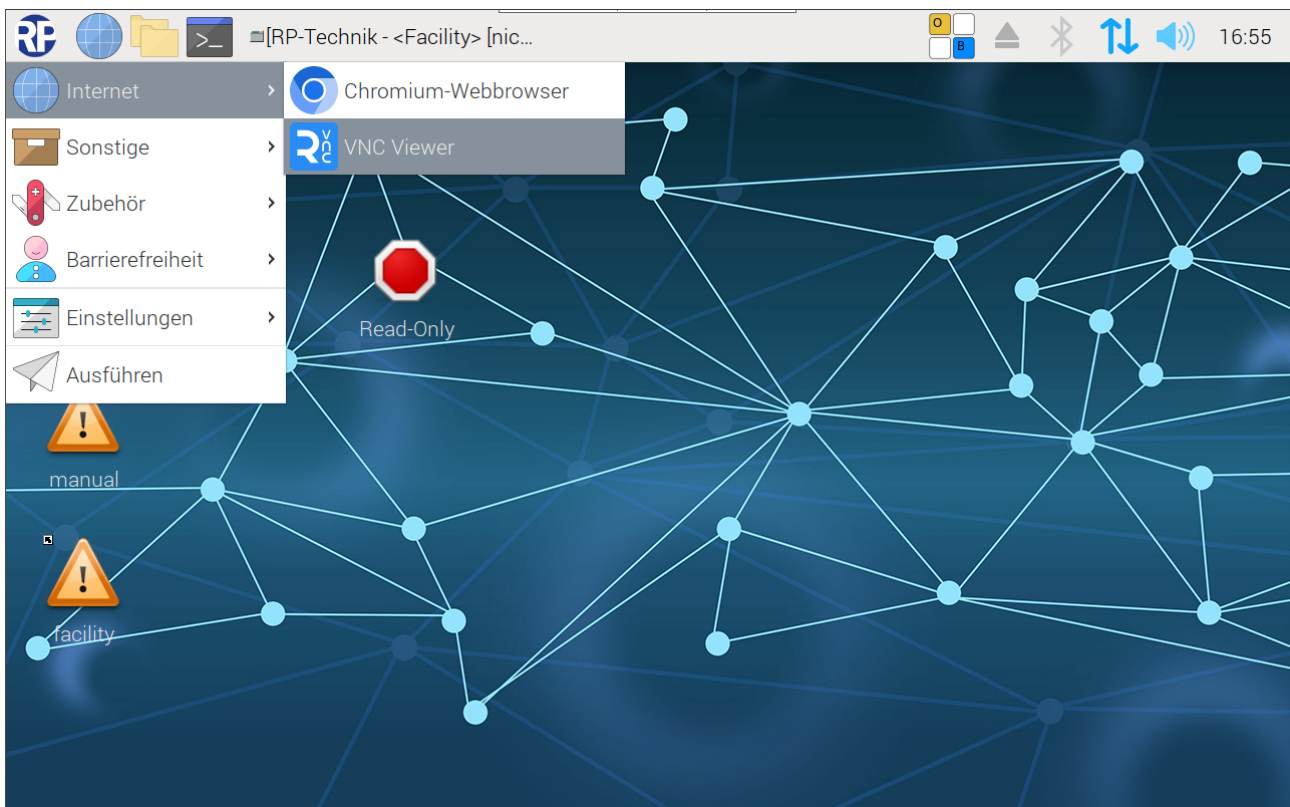 RP
>_
[RP-Technik - <Facility> [nic...
O
B
16:55
Internet
Chromium-Webbrowser
Sonstige
VNC Viewer
Zubehör
Barrierefreiheit
Einstellungen
Ausführen
Read-Only
manual
facility